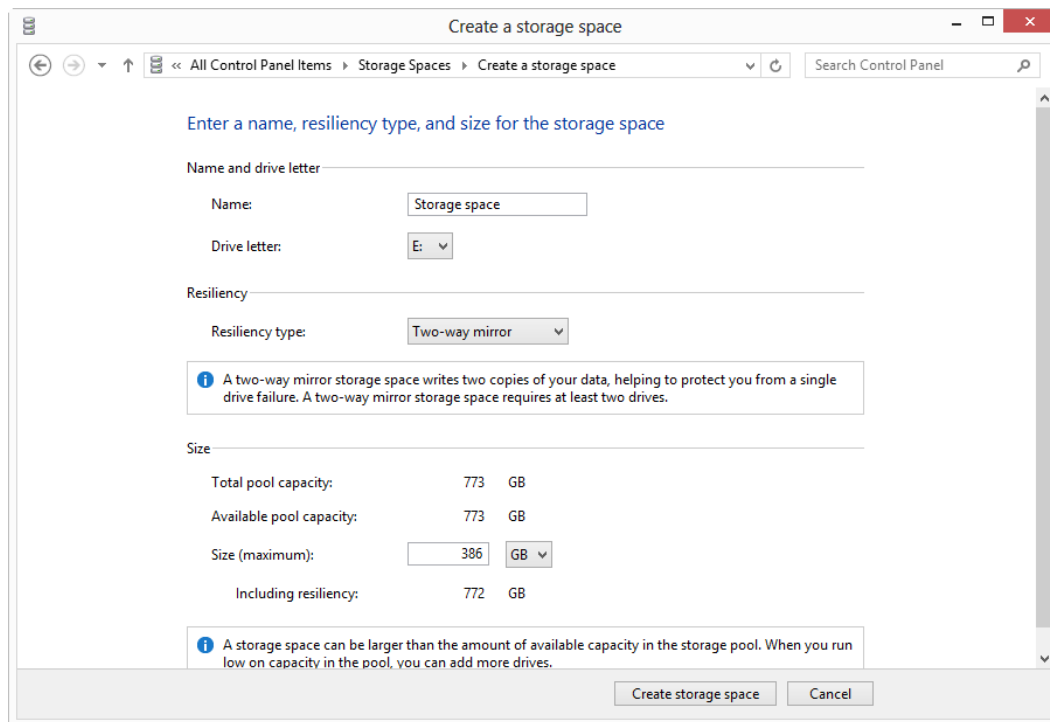 Create a storage space
« All Control Panel Items Storage Spaces Create a storage space Search Control Panel
Enter a name, resiliency type, and size for the storage space
Name and drive letter
Name: Storage space
Drive letter: E:
Resiliency
Resiliency type: Two-way mirror
A two-way mirror storage space writes two copies of your data, helping to protect you from a single
drive failure. A two-way mirror storage space requires at least two drives.
Size
Total pool capacity: 773 GB
Available pool capacity: 773 GB
Size (maximum): 386 GB
Including resiliency: 772 GB
A storage space can be larger than the amount of available capacity in the storage pool. When you run
low on capacity in the pool, you can add more drives.
Create storage space Cancel